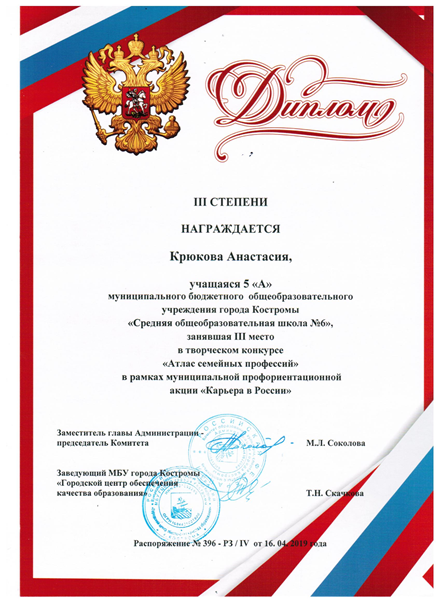 Диплом
III СТЕПЕНИ
НАГРАЖДАЕТСЯ
Крюкова Анастасия,
учащаяся 5 «А»
муниципального бюджетного общеобразовательного
учреждения города Костромы
«Средняя общеобразовательная школа №6»,
занявшая III место
в творческом конкурсе
«Атлас семейных профессий»
в рамках муниципальной профориентационной
акции «Карьера в России»
Заместитель главы Администрации -
председатель Комитета
М.Л. Соколова
Заведующий МБУ города Костромы
«Городской центр обеспечения
качества образования»
Т.Н. Скачкова
Распоряжение № 396 - РЗ / IV от 16. 04. 2019 года